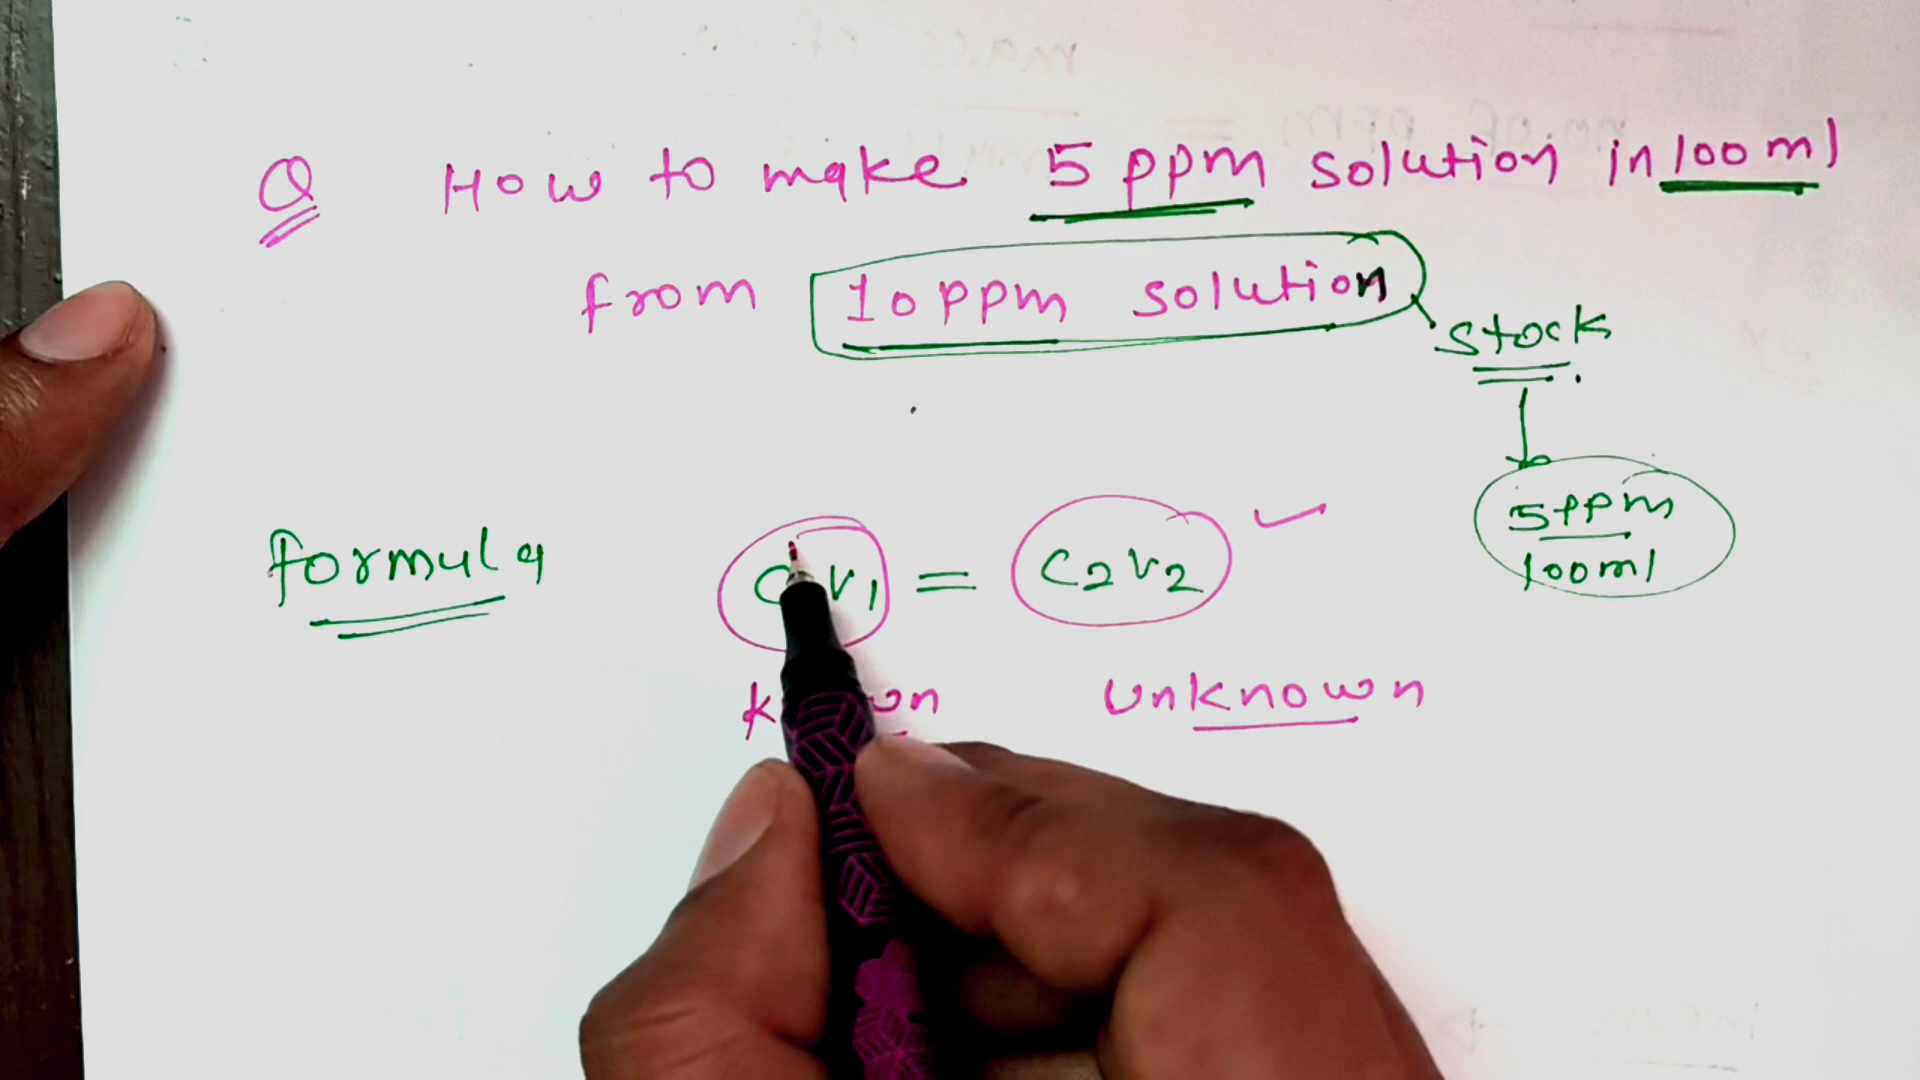 Q How to make 5 ppm solution in 100 ml
from 10 ppm solution
stock
5 ppm
100 ml
formula C V1 = C2V2
unknown